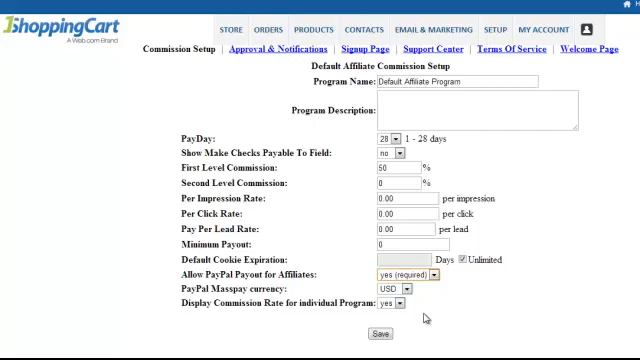 H
1ShoppingCart
A Web.com Brand
STORE ORDERS PRODUCTS CONTACTS EMAIL & MARKETING SETUP MY ACCOUNT
Commission Setup Approval & Notifications Signup Page Support Center Terms Of Service Welcome Page
Default Affiliate Commission Setup
Program Name: Default Affiliate Program
Program Description:
PayDay: 28 1 - 28 days
Show Make Checks Payable To Field: no
First Level Commission: 50 %
Second Level Commission: 0 %
Per Impression Rate: 0.00 per impression
Per Click Rate: 0.00 per click
Pay Per Lead Rate: 0.00 per lead
Minimum Payout: 0
Default Cookie Expiration: Days Unlimited
Allow PayPal Payout for Affiliates: yes (required)
PayPal Masspay currency: USD
Display Commission Rate for individual Program: yes
Save